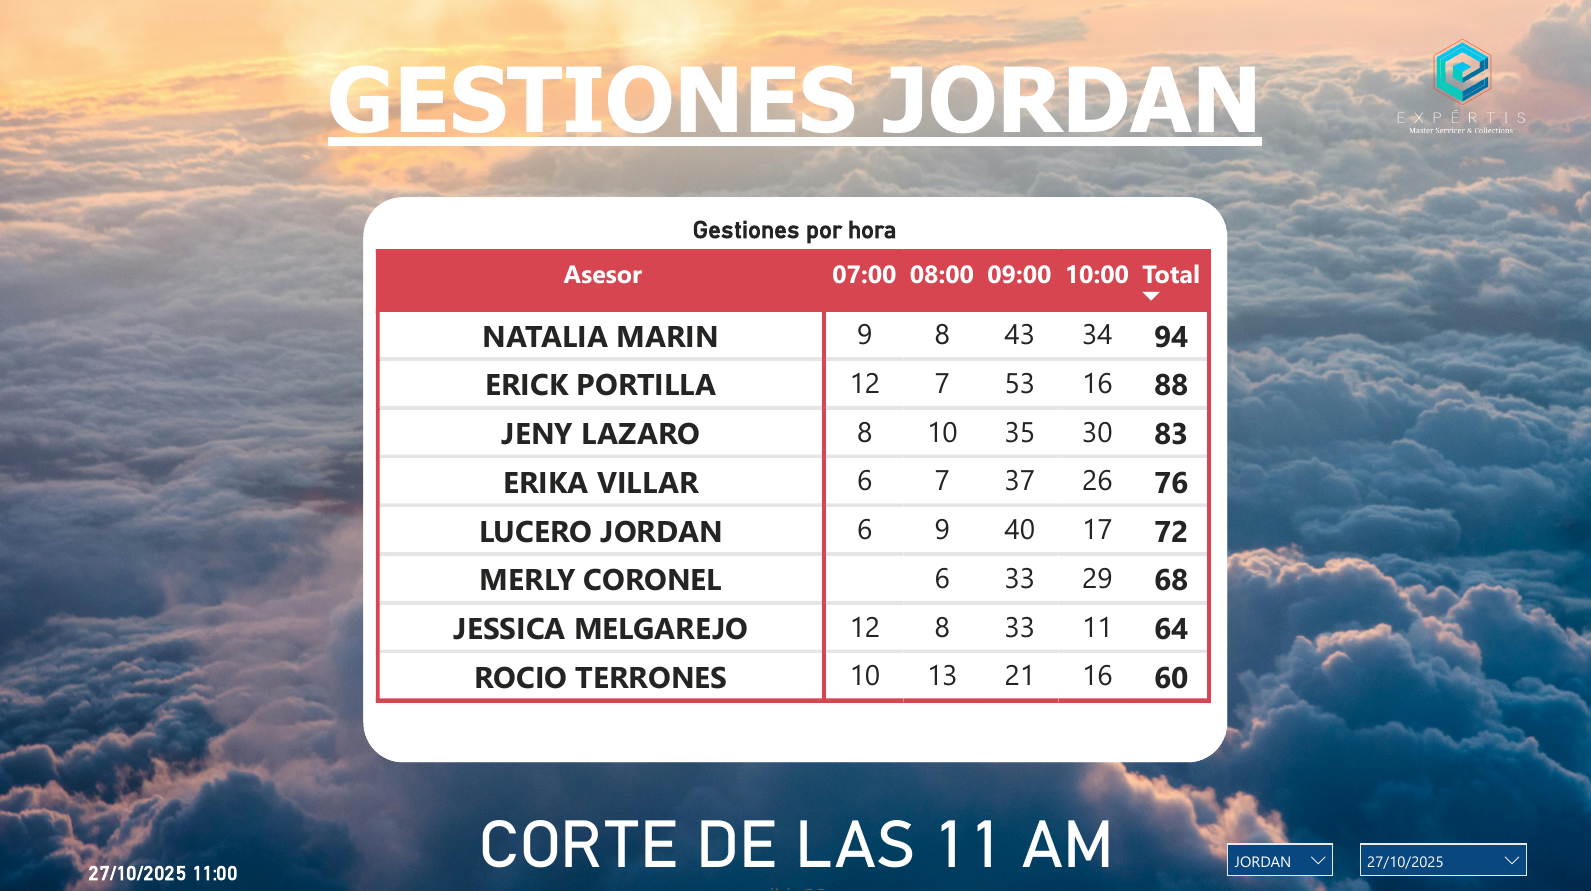 GESTIONES JORDAN
EXPÉRTIS
Master Servicer & Collections
Gestiones por hora
Asesor 07:00 08:00 09:00 10:00 Total
NATALIA MARIN 9 8 43 34 94
ERICK PORTILLA 12 7 53 16 88
JENY LAZARO 8 10 35 30 83
ERIKA VILLAR 6 7 37 26 76
LUCERO JORDAN 6 9 40 17 72
MERLY CORONEL 6 33 29 68
JESSICA MELGAREJO 12 8 33 11 64
ROCIO TERRONES 10 13 21 16 60
CORTE DE LAS 11 AM
27/10/2025 11:00
JORDAN
27/10/2025